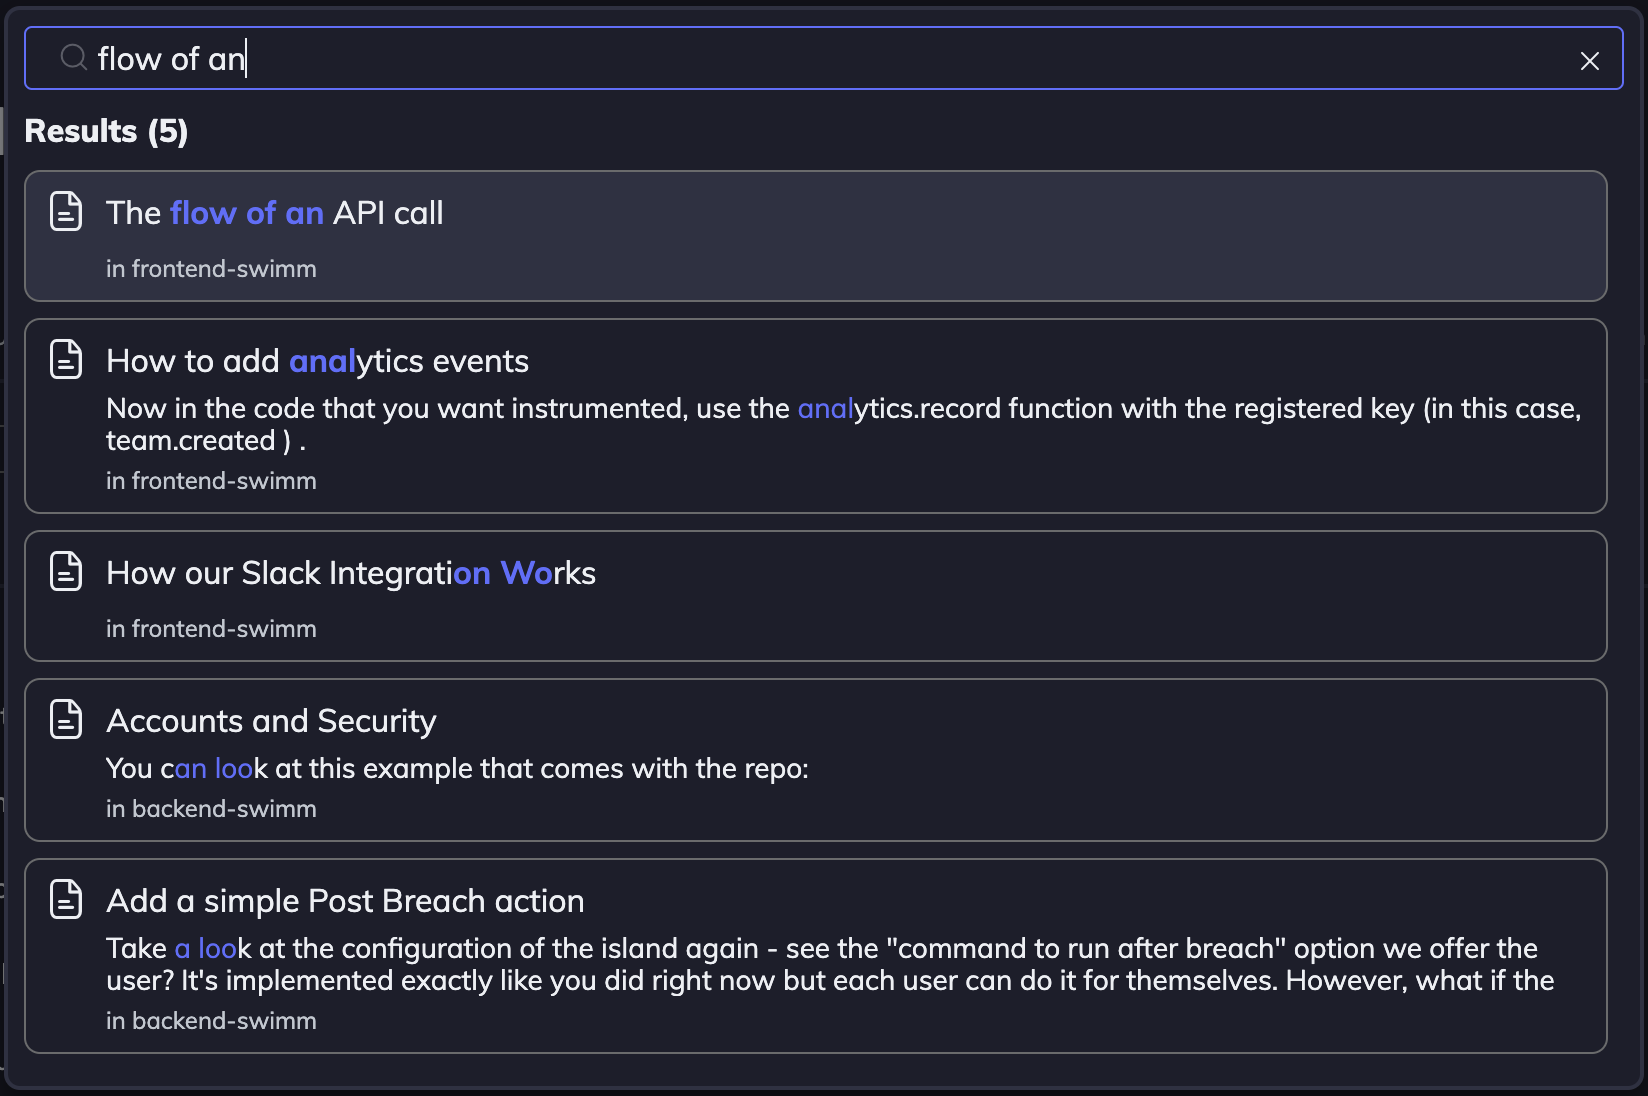 flow of an
Results (5)
The flow of an API call
in frontend-swimm
How to add analytics events
Now in the code that you want instrumented, use the analytics.record function with the registered key (in this case,
team.created ) .
in frontend-swimm
How our Slack Integration Works
in frontend-swimm
Accounts and Security
You can look at this example that comes with the repo:
in backend-swimm
Add a simple Post Breach action
Take a look at the configuration of the island again - see the "command to run after breach" option we offer the
user? It's implemented exactly like you did right now but each user can do it for themselves. However, what if the
in backend-swimm